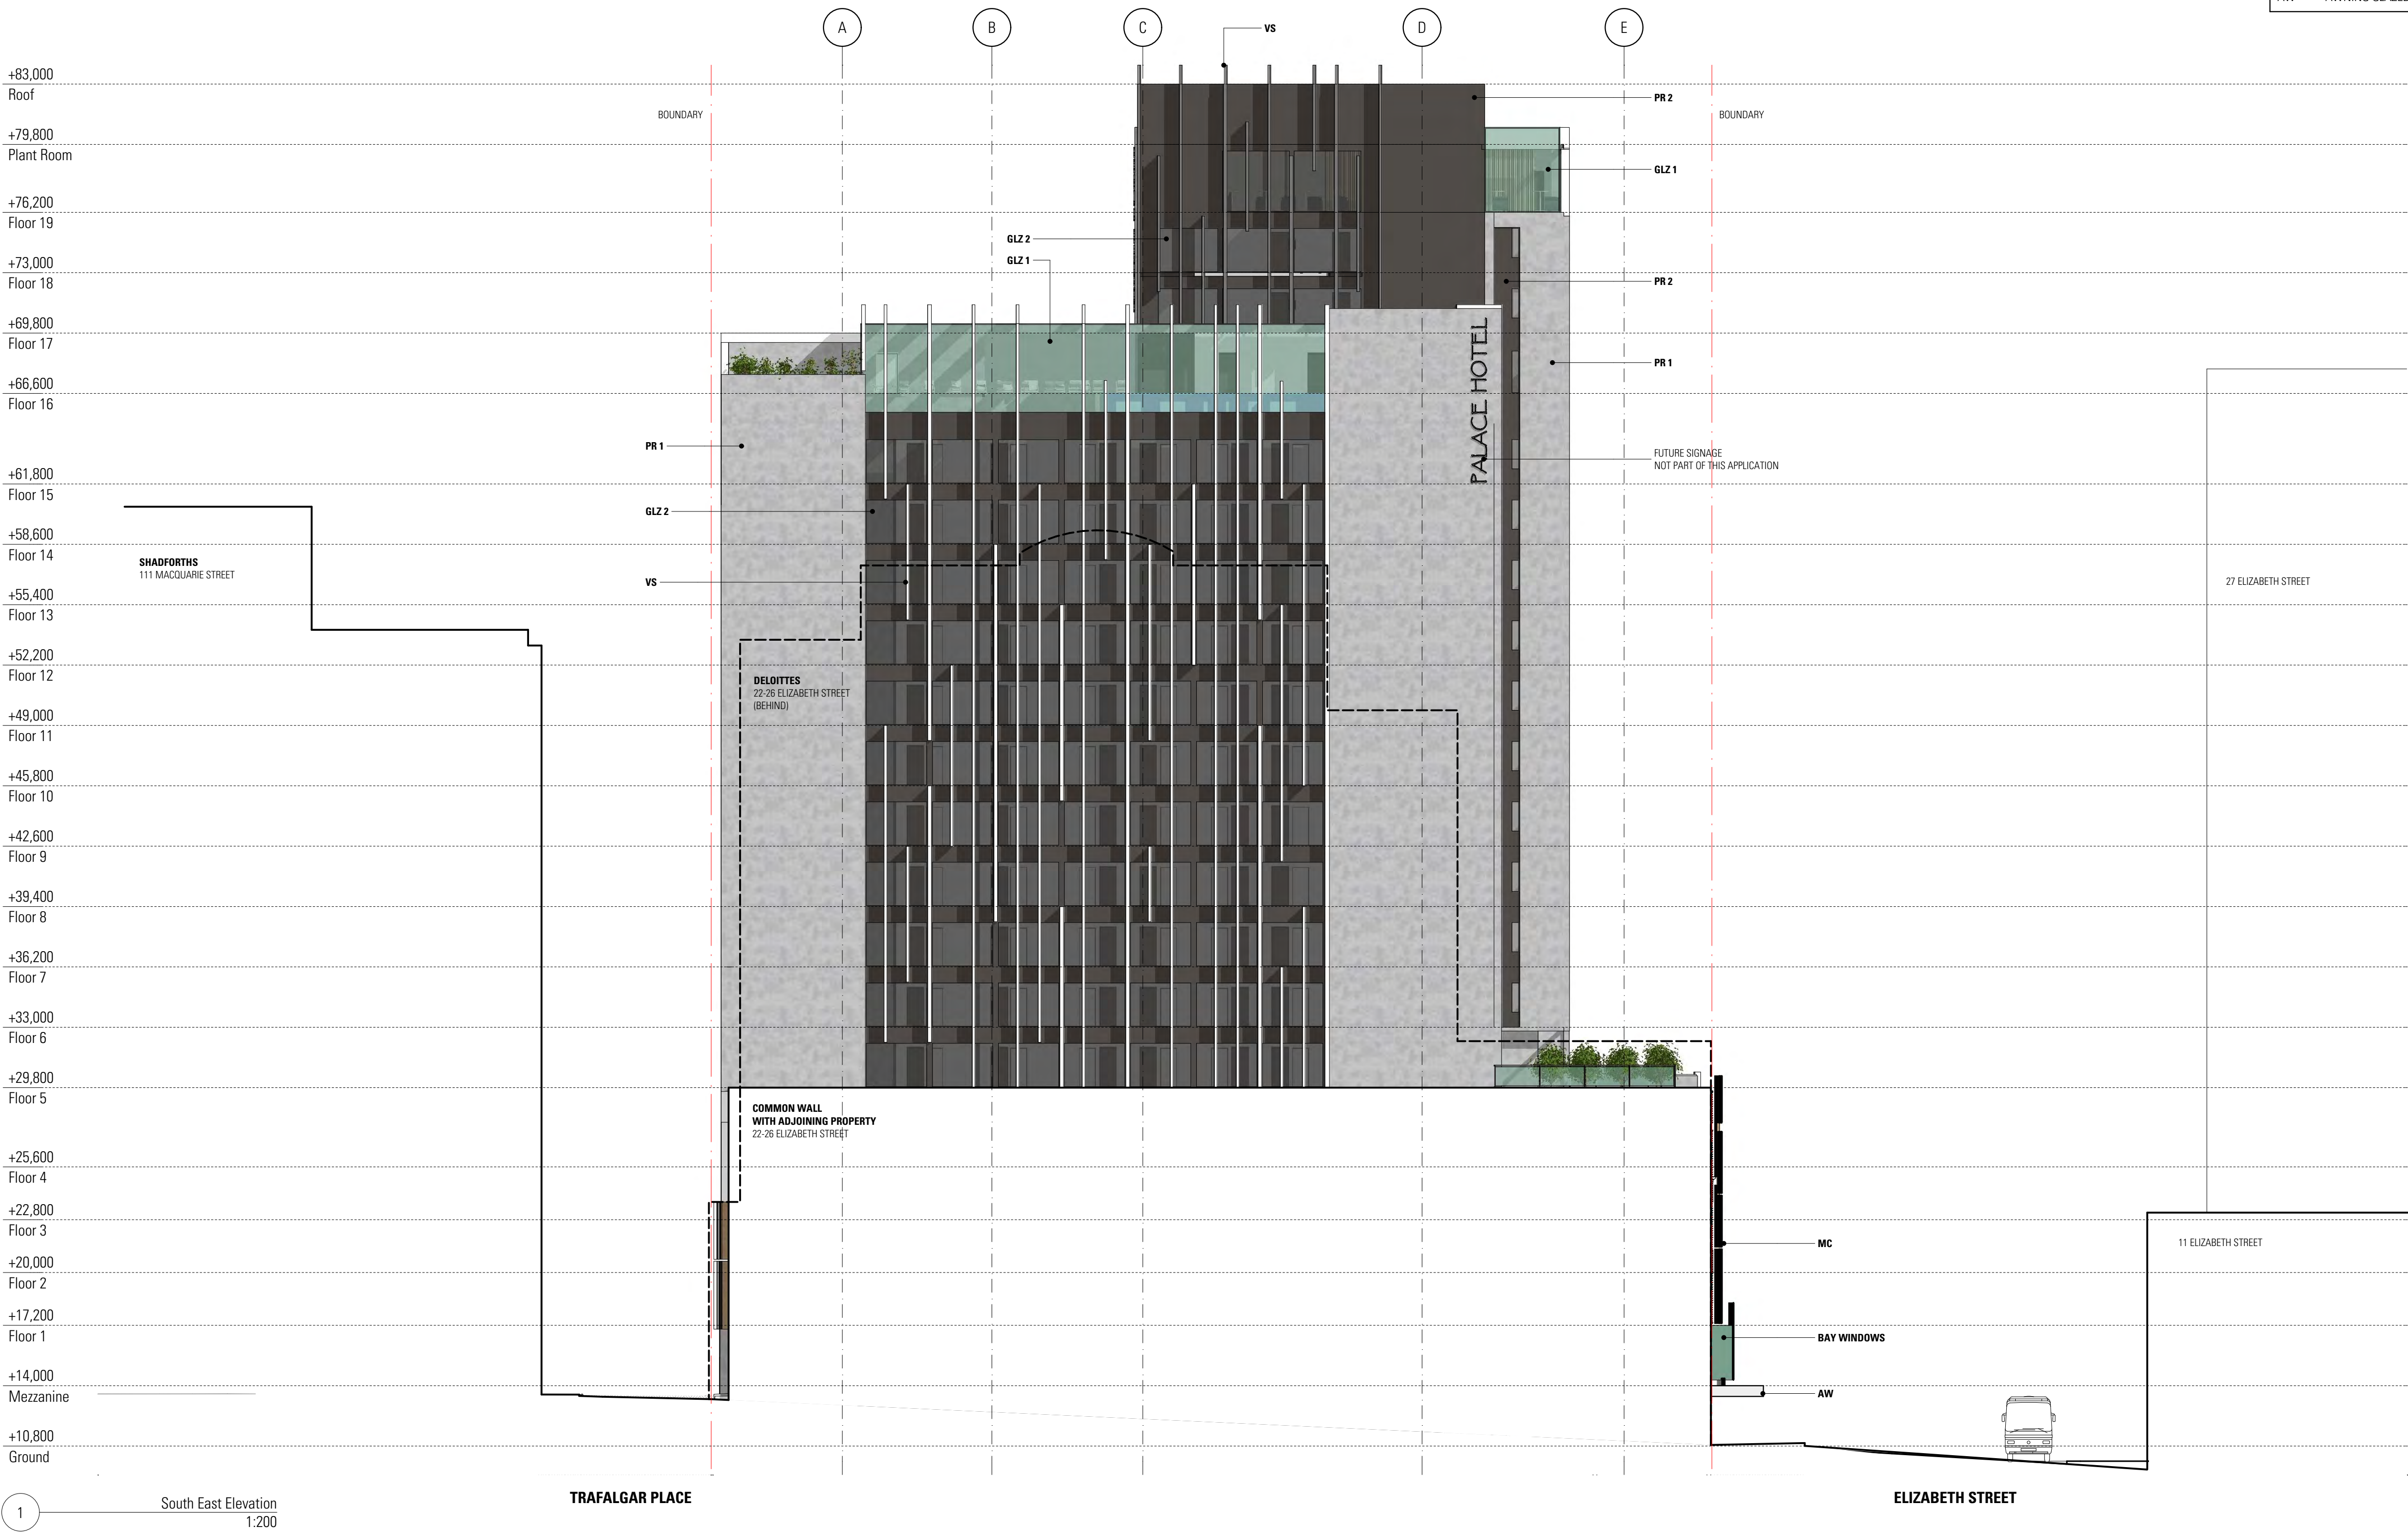 A
B
C
D
E
VS
+83,000
Roof
PR 2
BOUNDARY
BOUNDARY
+79,800
Plant Room
GLZ 1
+76,200
Floor 19
GLZ 2
GLZ 1
+73,000
Floor 18
PR 2
+69,800
Floor 17
PALACE HOTEL
PR 1
+66,600
Floor 16
PR 1
FUTURE SIGNAGE
NOT PART OF THIS APPLICATION
+61,800
Floor 15
GLZ 2
+58,600
Floor 14
SHADFORTHS
111 MACQUARIE STREET
VS
27 ELIZABETH STREET
+55,400
Floor 13
+52,200
Floor 12
DELOITTES
22-26 ELIZABETH STREET
(BEHIND)
+49,000
Floor 11
+45,800
Floor 10
+42,600
Floor 9
+39,400
Floor 8
+36,200
Floor 7
+33,000
Floor 6
+29,800
Floor 5
COMMON WALL
WITH ADJOINING PROPERTY
22-26 ELIZABETH STREET
+25,600
Floor 4
+22,800
Floor 3
MC
11 ELIZABETH STREET
+20,000
Floor 2
+17,200
Floor 1
BAY WINDOWS
+14,000
Mezzanine
AW
+10,800
Ground
TRAFALGAR PLACE
ELIZABETH STREET
1
South East Elevation
1:200